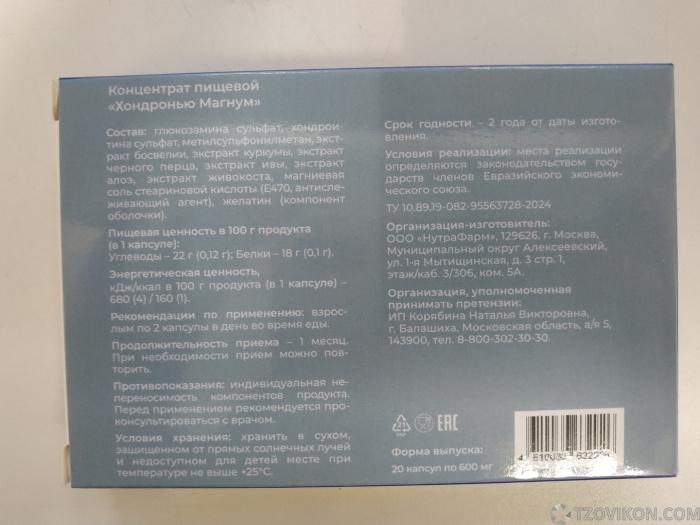 Концентрат пищевой
«Хондронью Магнум»
Состав: глюкозамина сульфат, хондрои-
тина сульфат, метилсульфонилметан, экст-
ракт босвелии, экстракт куркумы, экстракт
черного перца, экстракт ивы, экстракт
алоэ, экстракт живокоста, магниевая
соль стеариновой кислоты (Е470, антисле-
живающий агент), желатин (компонент
оболочки).
Пищевая ценность в 100 г продукта
(в 1 капсуле):
Углеводы – 22 г (0,12 г); Белки – 18 г (0,1 г).
Энергетическая ценность,
кДж/ккал в 100 г продукта (в 1 капсуле) –
680 (4) / 160 (1).
Рекомендации по применению: взрос-
лым по 2 капсулы в день во время еды.
Продолжительность приема – 1 месяц.
При необходимости прием можно пов-
торить.
Противопоказания: индивидуальная не-
переносимость компонентов продукта.
Перед применением рекомендуется про-
консультироваться с врачом.
Условия хранения: хранить в сухом,
защищенном от прямых солнечных лучей
и недоступном для детей месте при
температуре не выше +25°С.
Срок годности – 2 года от даты изгото-
вления.
Условия реализации: места реализации
определяются законодательством госу-
дарств членов Евразийского экономи-
ческого союза.
ТУ 10.89.19-082-95563728-2024
Организация-изготовитель:
ООО «НутраФарм», 129626, г. Москва,
Муниципальный округ Алексеевский,
ул. 1-я Мытищинская, д. 3 стр. 1,
этаж/каб. 3/306, ком. 5А.
Организация, уполномоченная
принимать претензии:
ИП Корябина Наталья Викторовна,
г. Балашиха, Московская область, а/я 5,
143900, тел. 8-800-302-30-30.
21
EAC
Форма выпуска:
20 капсул по 600 мг
TZOVIKON.COM